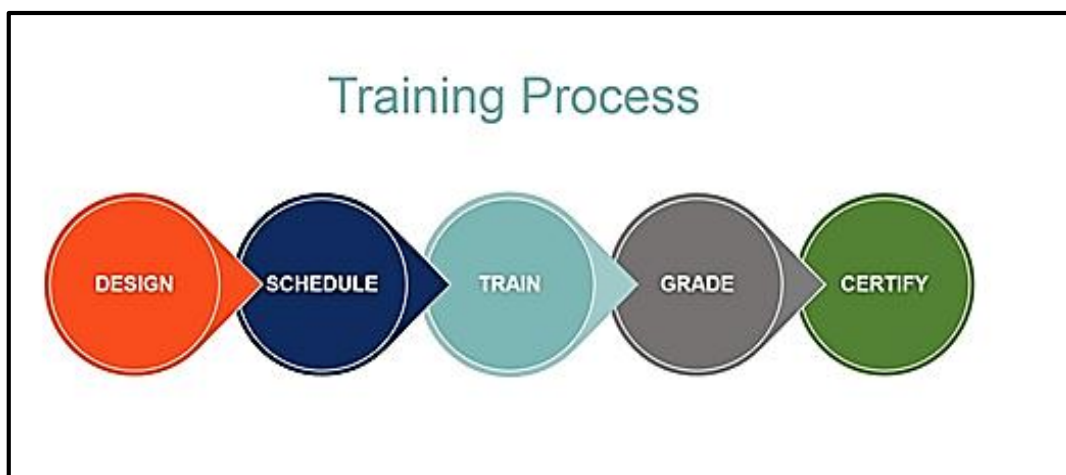 Training Process
DESIGN
SCHEDULE
TRAIN
GRADE
CERTIFY